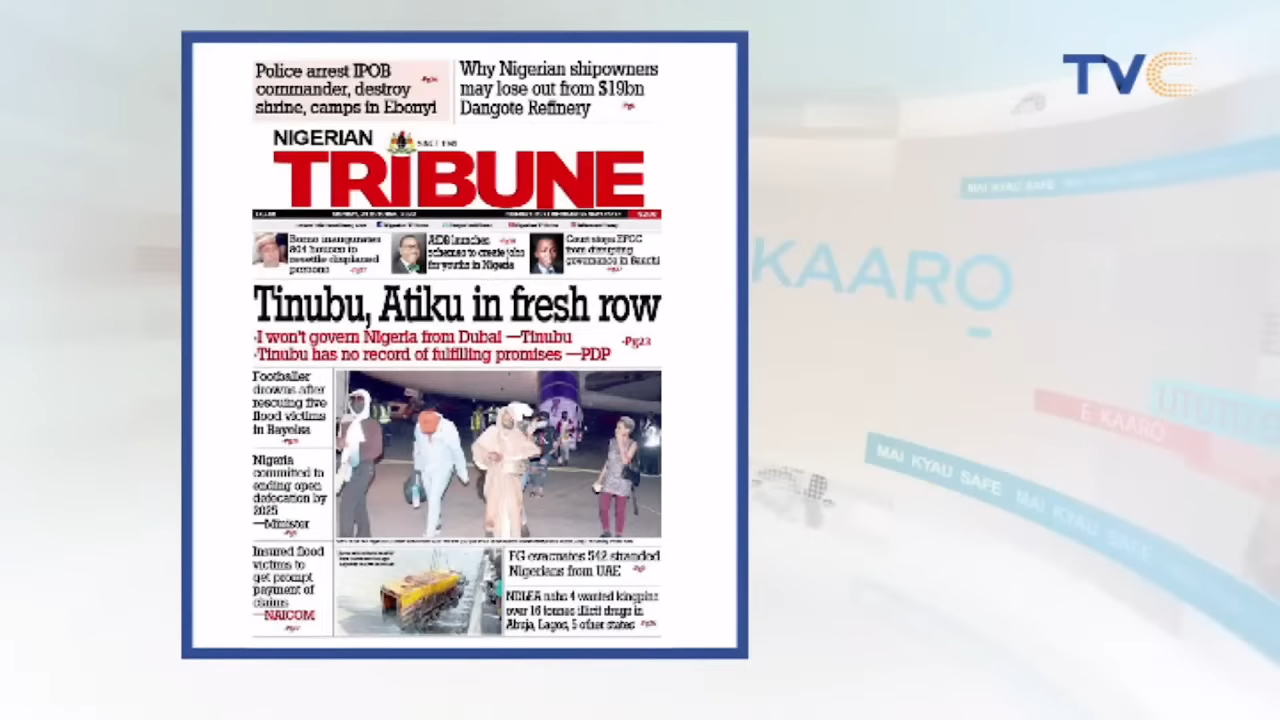 Police arrest IPOB
commander, destroy
shrine, camps in Ebonyi
Why Nigerian shipowners
may lose out from $19bn
Dangote Refinery
TVC
NIGERIAN
TRIBUNE
Borno inaugurates
804 houses to
resettle displaced
persons
AfDB launches
schemes to create jobs
for youths in Nigeria
Court stops EFCC
from disrupting
governance in Bauchi
Tinubu, Atiku in fresh row
•I won't govern Nigeria from Dubai —Tinubu
•Tinubu has no record of fulfilling promises —PDP
-Pg23
Footballer
drowns after
rescuing five
flood victims
in Bayelsa
Nigeria
committed to
ending open
defecation by
2025
—Minister
Insured flood
victims to
get prompt
payment of
claims
—NAICOM
FG evacuates 542 stranded
Nigerians from UAE
NDLEA nabs 4 wanted kingpins
over 16 tonnes illicit drugs in
Abuja, Lagos, 5 other states
MAI KYAU SAFE
KAARỌ
E KAARO
MAI KYAU SAFE MAI KYAU SAFE